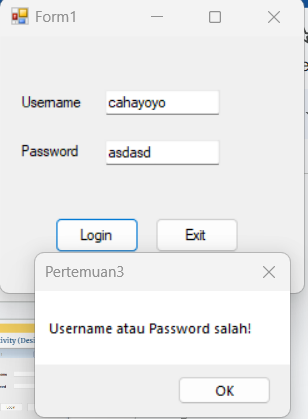 Form1
Username cahayoyo
Password asdasd
Login Exit
Pertemuan3
Username atau Password salah!
OK